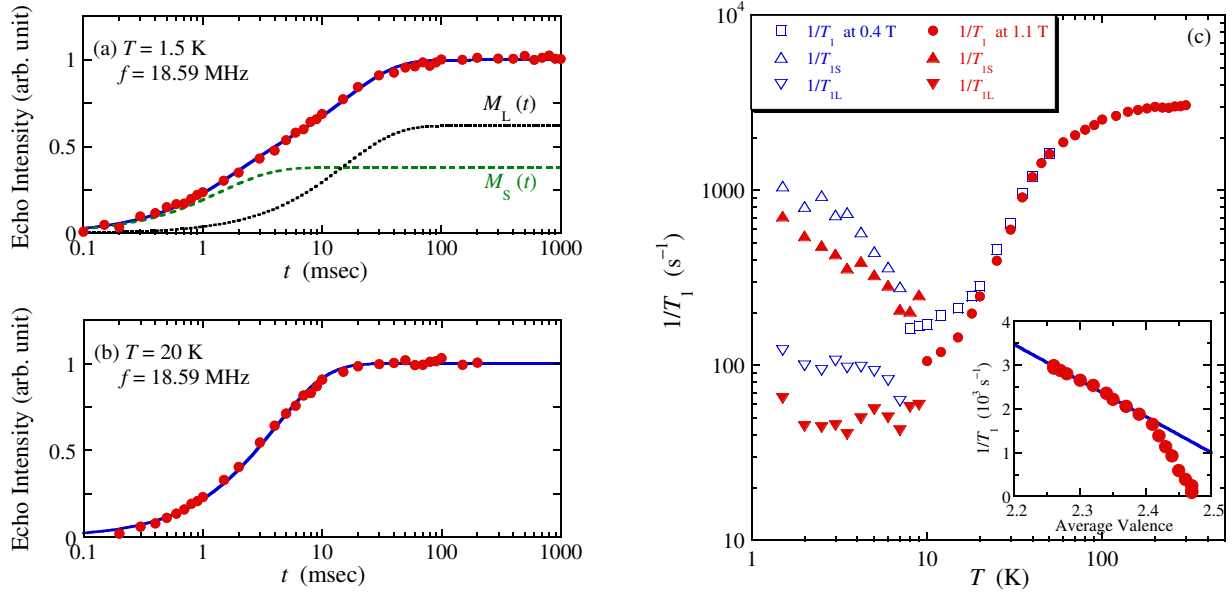 (a) T = 1.5 K
f = 18.59 MHz
M_L (t)
M_S (t)
Echo Intensity (arb. unit)
1
0.5
0
0.1
1
10
100
1000
t (msec)
(b) T = 20 K
f = 18.59 MHz
Echo Intensity (arb. unit)
1
0.5
0
0.1
1
10
100
1000
t (msec)
(c)
1/T_1 at 0.4 T
1/T_1S
1/T_1L
1/T_1 at 1.1 T
1/T_1S
1/T_1L
1/T_1 (s⁻¹)
10⁴
1000
100
10
1
10
100
T (K)
1/T_1 (10³ s⁻¹)
4
3
2
1
0
2.2
2.3
2.4
2.5
Average Valence